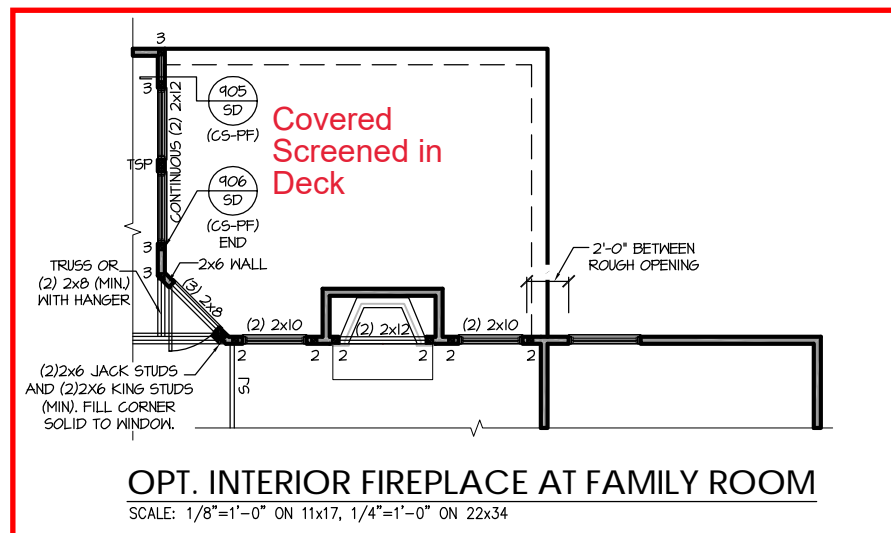 3
3
905
SD
(CS-PF)
CONTINUOUS (2) 2x12
Covered
Screened in
Deck
TSP
906
SD
(CS-PF)
END
3
3
2x6 WALL
TRUSS OR
(2) 2x8 (MIN.)
WITH HANGER
(3) 2x8
2'-0" BETWEEN
ROUGH OPENING
(2) 2x10
(2) 2x12
(2) 2x10
2
2
2
2
2
2
(2)2x6 JACK STUDS
AND (2)2X6 KING STUDS
(MIN). FILL CORNER
SOLID TO WINDOW.
SJ
OPT. INTERIOR FIREPLACE AT FAMILY ROOM
SCALE: 1/8"=1'-0" ON 11x17, 1/4"=1'-0" ON 22x34